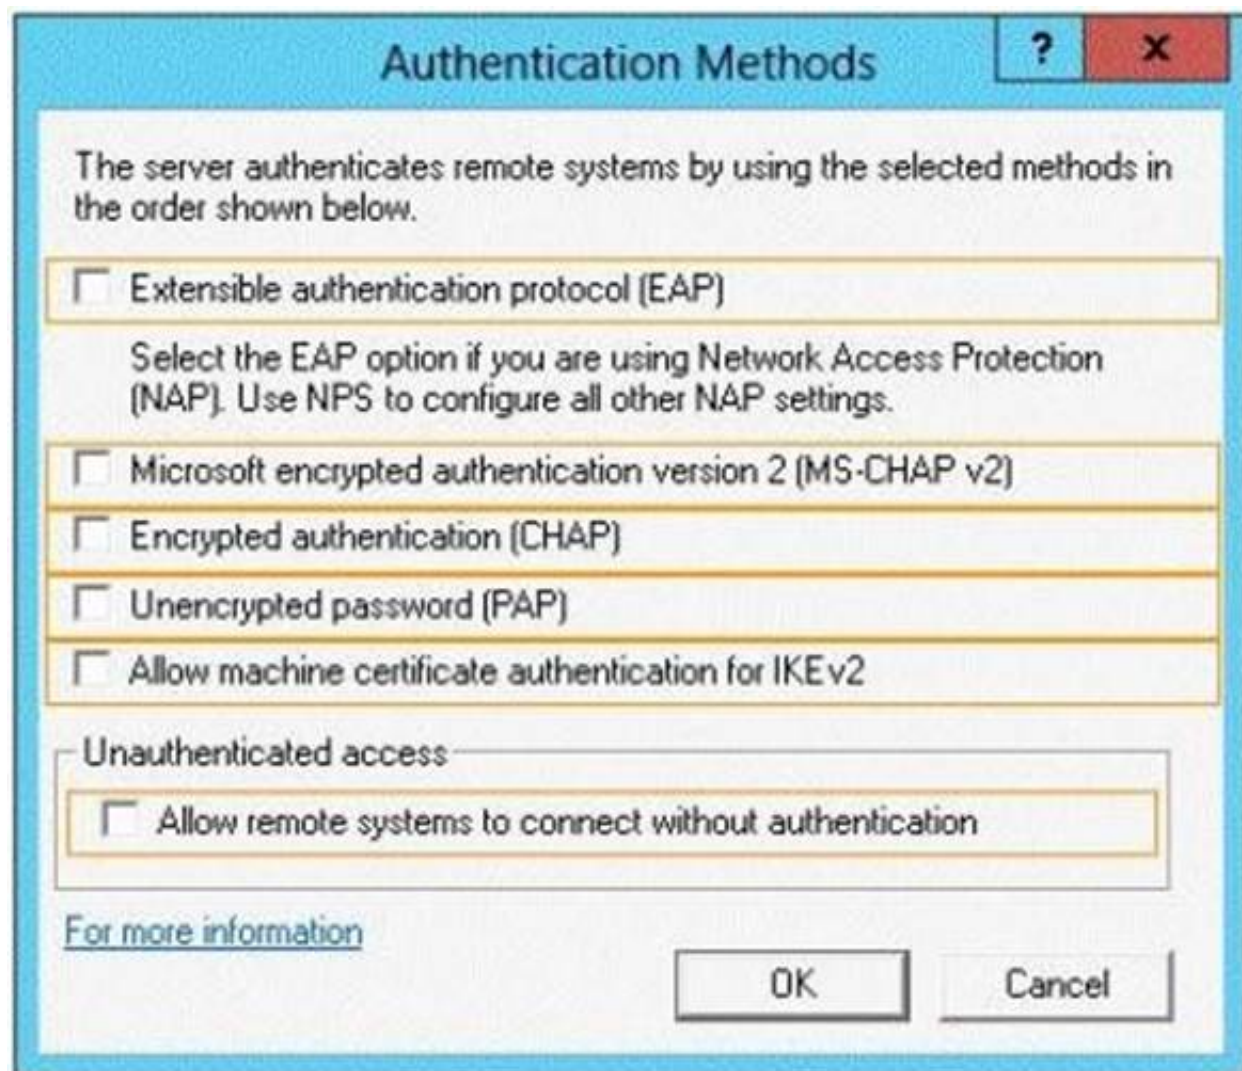 Authentication Methods
?
x
The server authenticates remote systems by using the selected methods in
the order shown below.
Extensible authentication protocol (EAP)
Select the EAP option if you are using Network Access Protection
(NAP). Use NPS to configure all other NAP settings.
Microsoft encrypted authentication version 2 (MS-CHAP v2)
Encrypted authentication (CHAP)
Unencrypted password (PAP)
Allow machine certificate authentication for IKEv2
Unauthenticated access
Allow remote systems to connect without authentication
For more information
OK
Cancel